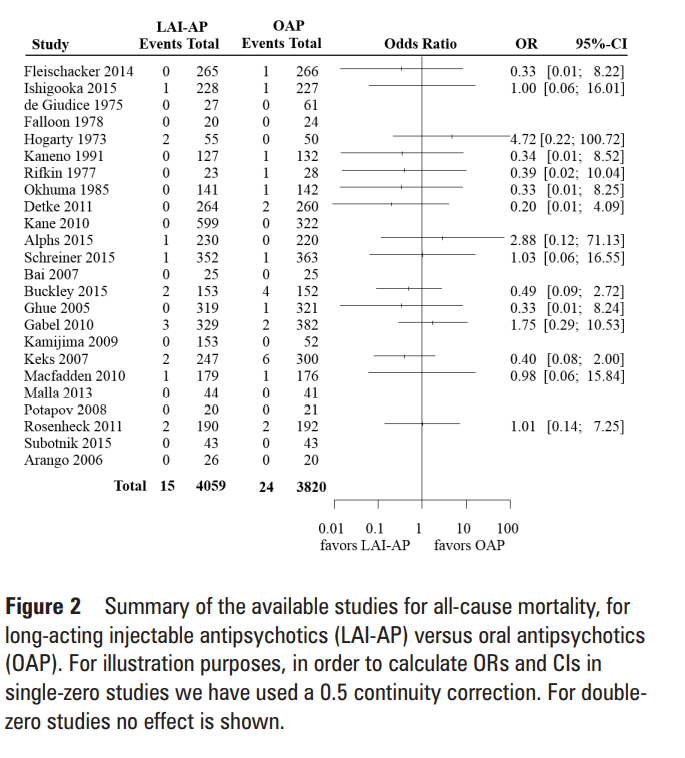 LAI-AP OAP
Study Events Total Events Total Odds Ratio OR 95%-CI
Fleischacker 2014 0 265 1 266 0.33 [0.01; 8.22]
Ishigooka 2015 1 228 1 227 1.00 [0.06; 16.01]
de Giudice 1975 0 27 0 61
Falloon 1978 0 20 0 24
Hogarty 1973 2 55 0 50 4.72 [0.22; 100.72]
Kaneno 1991 0 127 1 132 0.34 [0.01; 8.52]
Rifkin 1977 0 23 1 28 0.39 [0.02; 10.04]
Okhuma 1985 0 141 1 142 0.33 [0.01; 8.25]
Detke 2011 0 264 2 260 0.20 [0.01; 4.09]
Kane 2010 0 599 0 322
Alphs 2015 1 230 0 220 2.88 [0.12; 71.13]
Schreiner 2015 1 352 1 363 1.03 [0.06; 16.55]
Bai 2007 0 25 0 25
Buckley 2015 2 153 4 152 0.49 [0.09; 2.72]
Ghue 2005 0 319 1 321 0.33 [0.01; 8.24]
Gabel 2010 3 329 2 382 1.75 [0.29; 10.53]
Kamijima 2009 0 153 0 52
Keks 2007 2 247 6 300 0.40 [0.08; 2.00]
Macfadden 2010 1 179 1 176 0.98 [0.06; 15.84]
Malla 2013 0 44 0 41
Potapov 2008 0 20 0 21
Rosenheck 2011 2 190 2 192 1.01 [0.14; 7.25]
Subotnik 2015 0 43 0 43
Arango 2006 0 26 0 20
Total 15 4059 24 3820
0.01 0.1 1 10 100
favors LAI-AP favors OAP
Figure 2 Summary of the available studies for all-cause mortality, for
long-acting injectable antipsychotics (LAI-AP) versus oral antipsychotics
(OAP). For illustration purposes, in order to calculate ORs and CIs in
single-zero studies we have used a 0.5 continuity correction. For double-
zero studies no effect is shown.